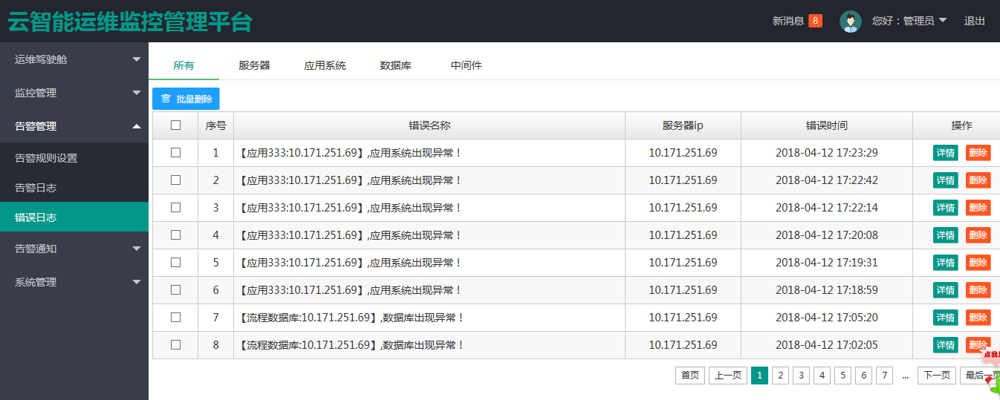 云智能运维监控管理平台
新消息 8 您好：管理员 退出
运维驾驶舱
监控管理
告警管理
告警规则设置
告警日志
错误日志
告警通知
系统管理
所有 服务器 应用系统 数据库 中间件
批量删除
序号 错误名称 服务器ip 错误时间 操作
1 【应用333:10.171.251.69】,应用系统出现异常！ 10.171.251.69 2018-04-12 17:23:29 详情 删除
2 【应用333:10.171.251.69】,应用系统出现异常！ 10.171.251.69 2018-04-12 17:22:42 详情 删除
3 【应用333:10.171.251.69】,应用系统出现异常！ 10.171.251.69 2018-04-12 17:22:14 详情 删除
4 【应用333:10.171.251.69】,应用系统出现异常！ 10.171.251.69 2018-04-12 17:20:08 详情 删除
5 【应用333:10.171.251.69】,应用系统出现异常！ 10.171.251.69 2018-04-12 17:19:31 详情 删除
6 【应用333:10.171.251.69】,应用系统出现异常！ 10.171.251.69 2018-04-12 17:18:59 详情 删除
7 【流程数据库:10.171.251.69】,数据库出现异常！ 10.171.251.69 2018-04-12 17:05:20 详情 删除
8 【流程数据库:10.171.251.69】,数据库出现异常！ 10.171.251.69 2018-04-12 17:02:05 详情 删除
点我
首页 上一页 1 2 3 4 5 6 7 ... 下一页 最后一页